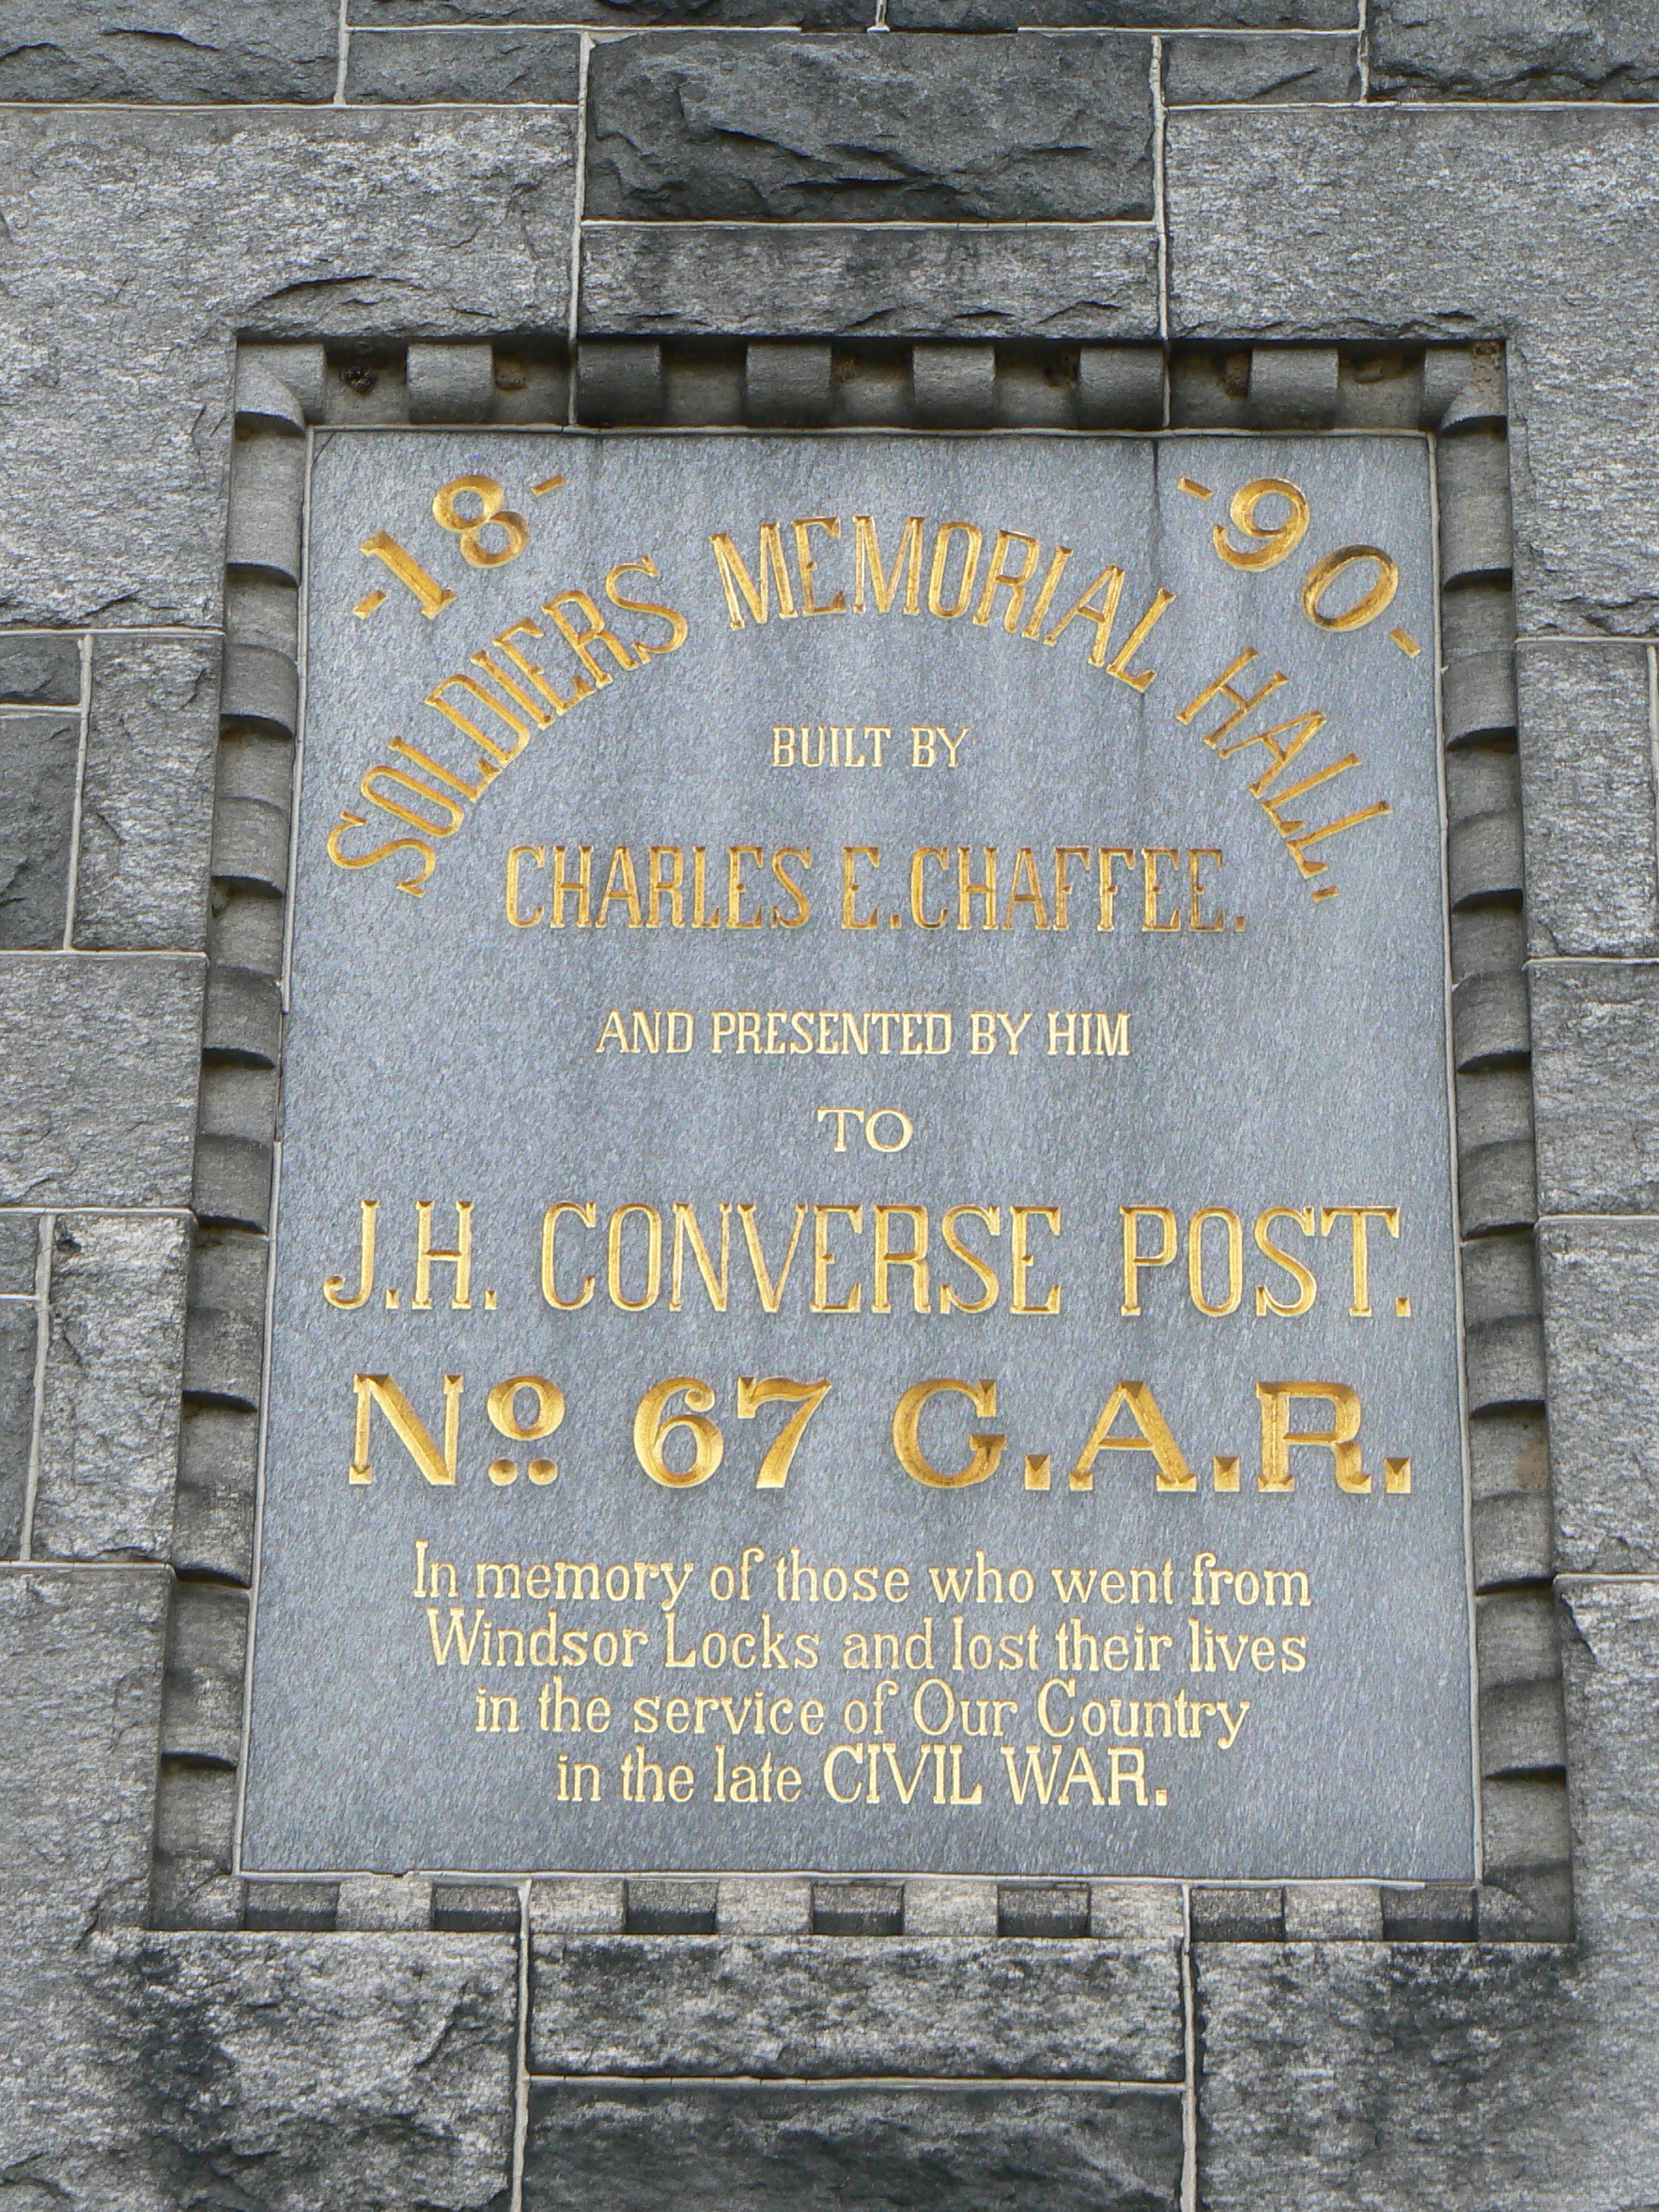 -18- -90-
SOLDIERS MEMORIAL HALL,
BUILT BY
CHARLES E. CHAFFEE.
AND PRESENTED BY HIM
TO
J.H. CONVERSE POST.
Nº 67 G.A.R.
In memory of those who went from
Windsor Locks and lost their lives
in the service of Our Country
in the late CIVIL WAR.